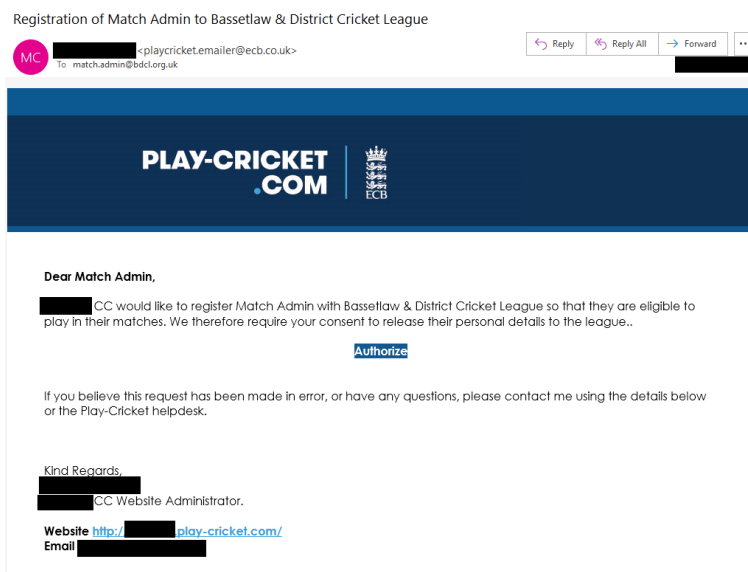 Registration of Match Admin to Bassetlaw & District Cricket League
MC
<playcricket.emailer@ecb.co.uk>
To match.admin@bdcl.org.uk
Reply
Reply All
Forward
PLAY-CRICKET
.COM
ECB
Dear Match Admin,
CC would like to register Match Admin with Bassetlaw & District Cricket League so that they are eligible to
play in their matches. We therefore require your consent to release their personal details to the league..
Authorize
If you believe this request has been made in error, or have any questions, please contact me using the details below
or the Play-Cricket helpdesk.
Kind Regards,
CC Website Administrator.
Website http:/ .play-cricket.com/
Email